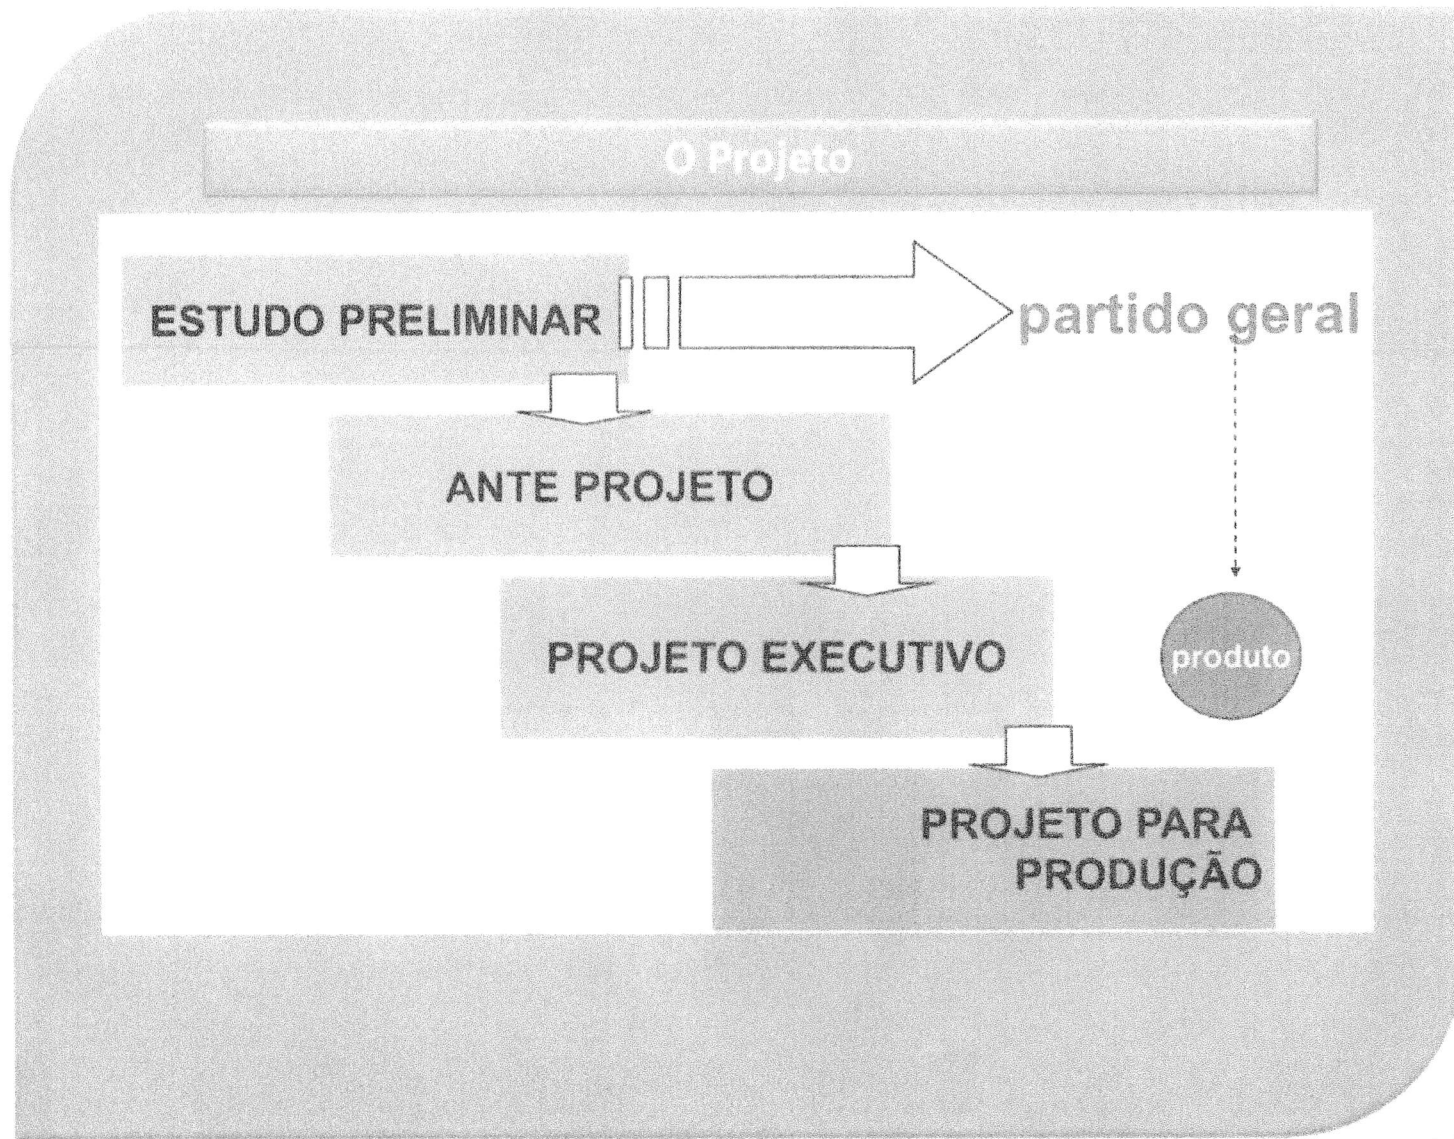 O Projeto
ESTUDO PRELIMINAR
partido geral
ANTE PROJETO
PROJETO EXECUTIVO
produto
PROJETO PARA
PRODUÇÃO